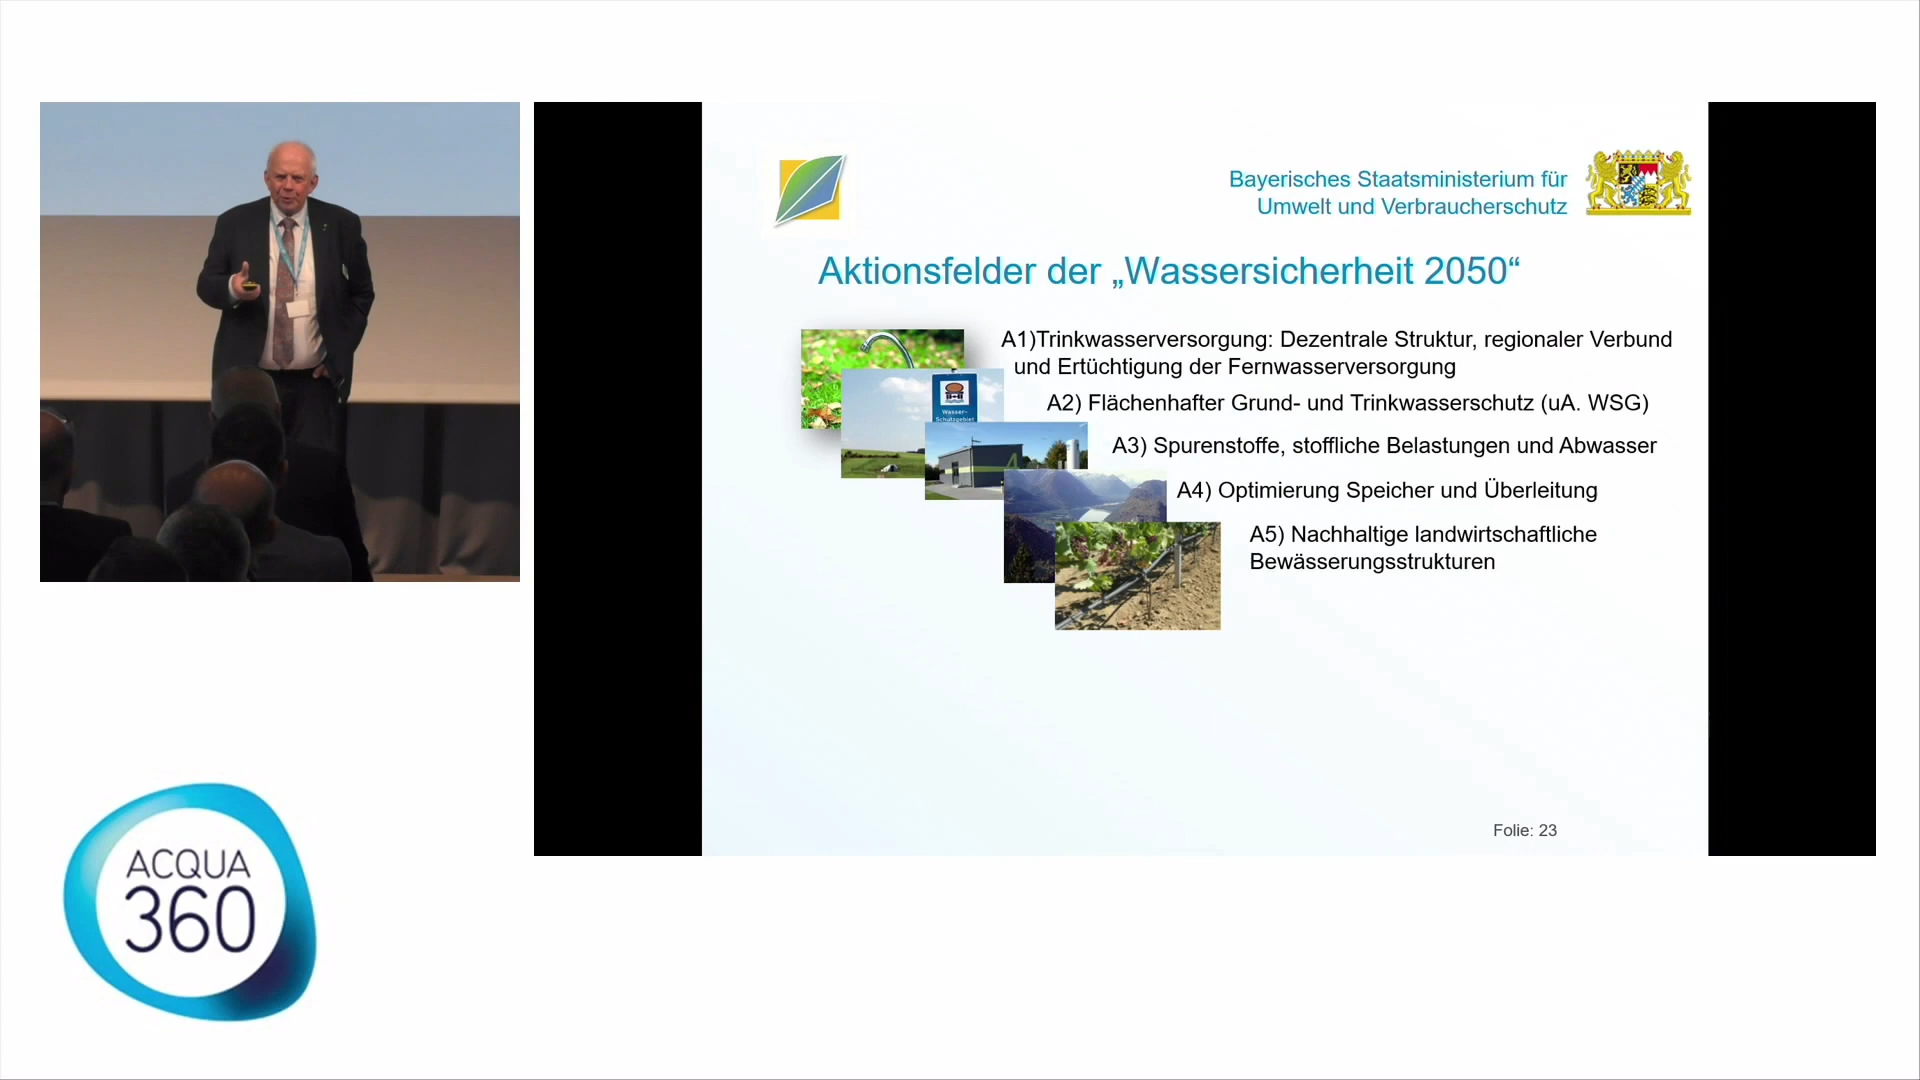 Bayerisches Staatsministerium für
Umwelt und Verbraucherschutz
Aktionsfelder der „Wassersicherheit 2050“
A1)Trinkwasserversorgung: Dezentrale Struktur, regionaler Verbund
und Ertüchtigung der Fernwasserversorgung
Wasser-
Schutzgebiet
A2) Flächenhafter Grund- und Trinkwasserschutz (uA. WSG)
A3) Spurenstoffe, stoffliche Belastungen und Abwasser
A4) Optimierung Speicher und Überleitung
A5) Nachhaltige landwirtschaftliche
Bewässerungsstrukturen
Folie: 23
ACQUA
360